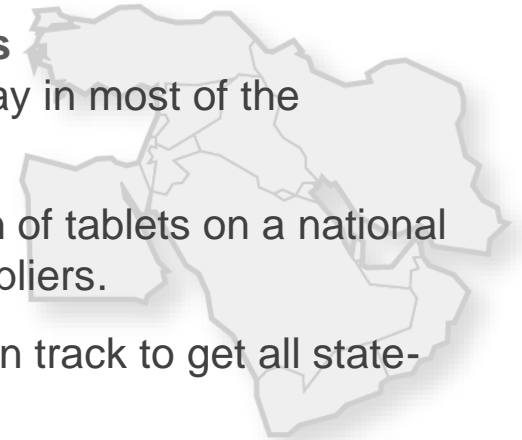 s
ay in most of the
n of tablets on a national
pliers.
n track to get all state-